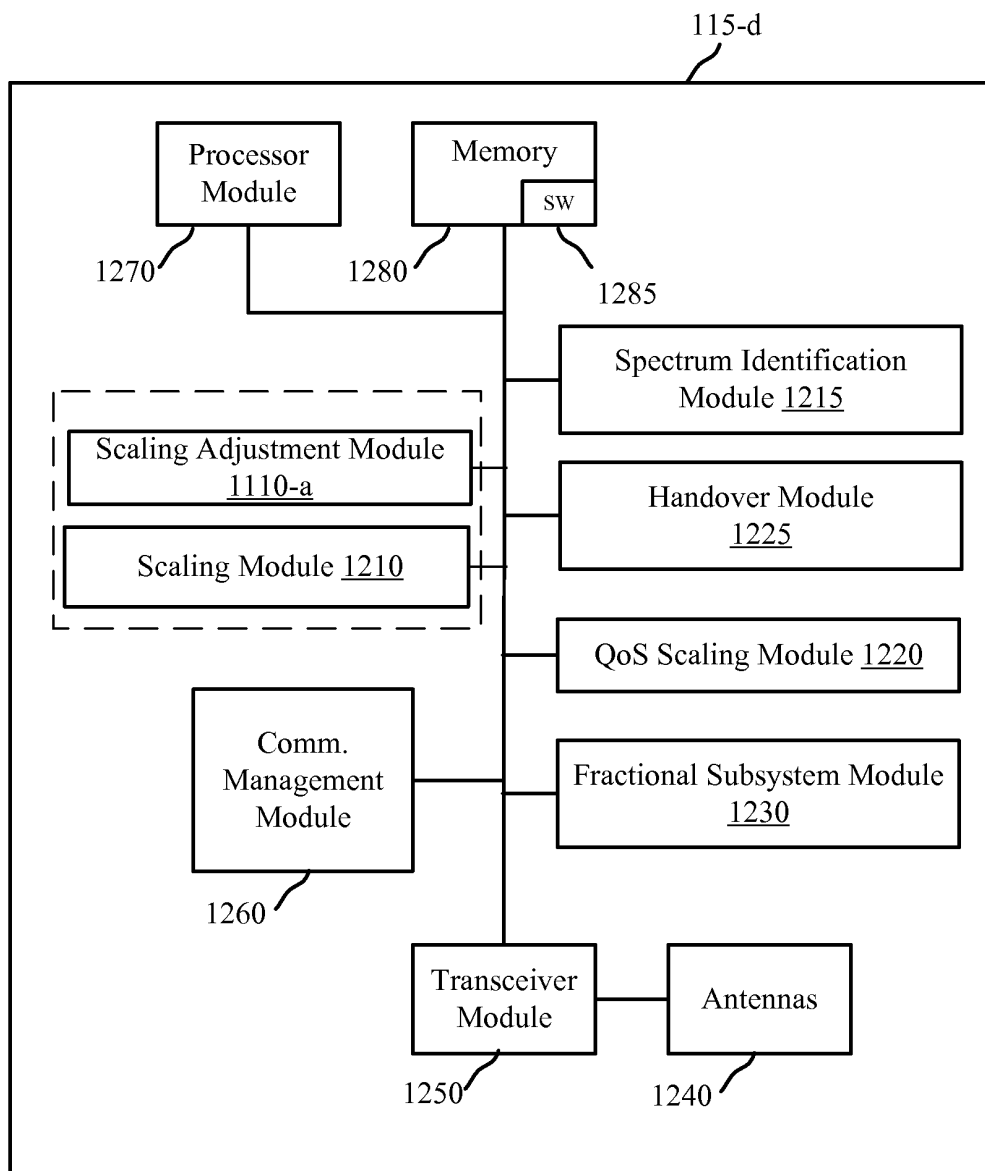 115-d
Processor
Module
Memory
SW
1270
1280
1285
Spectrum Identification
Module 1215
Scaling Adjustment Module
1110-a
Handover Module
1225
Scaling Module 1210
QoS Scaling Module 1220
Comm.
Management
Module
Fractional Subsystem Module
1230
1260
Transceiver
Module
Antennas
1250
1240